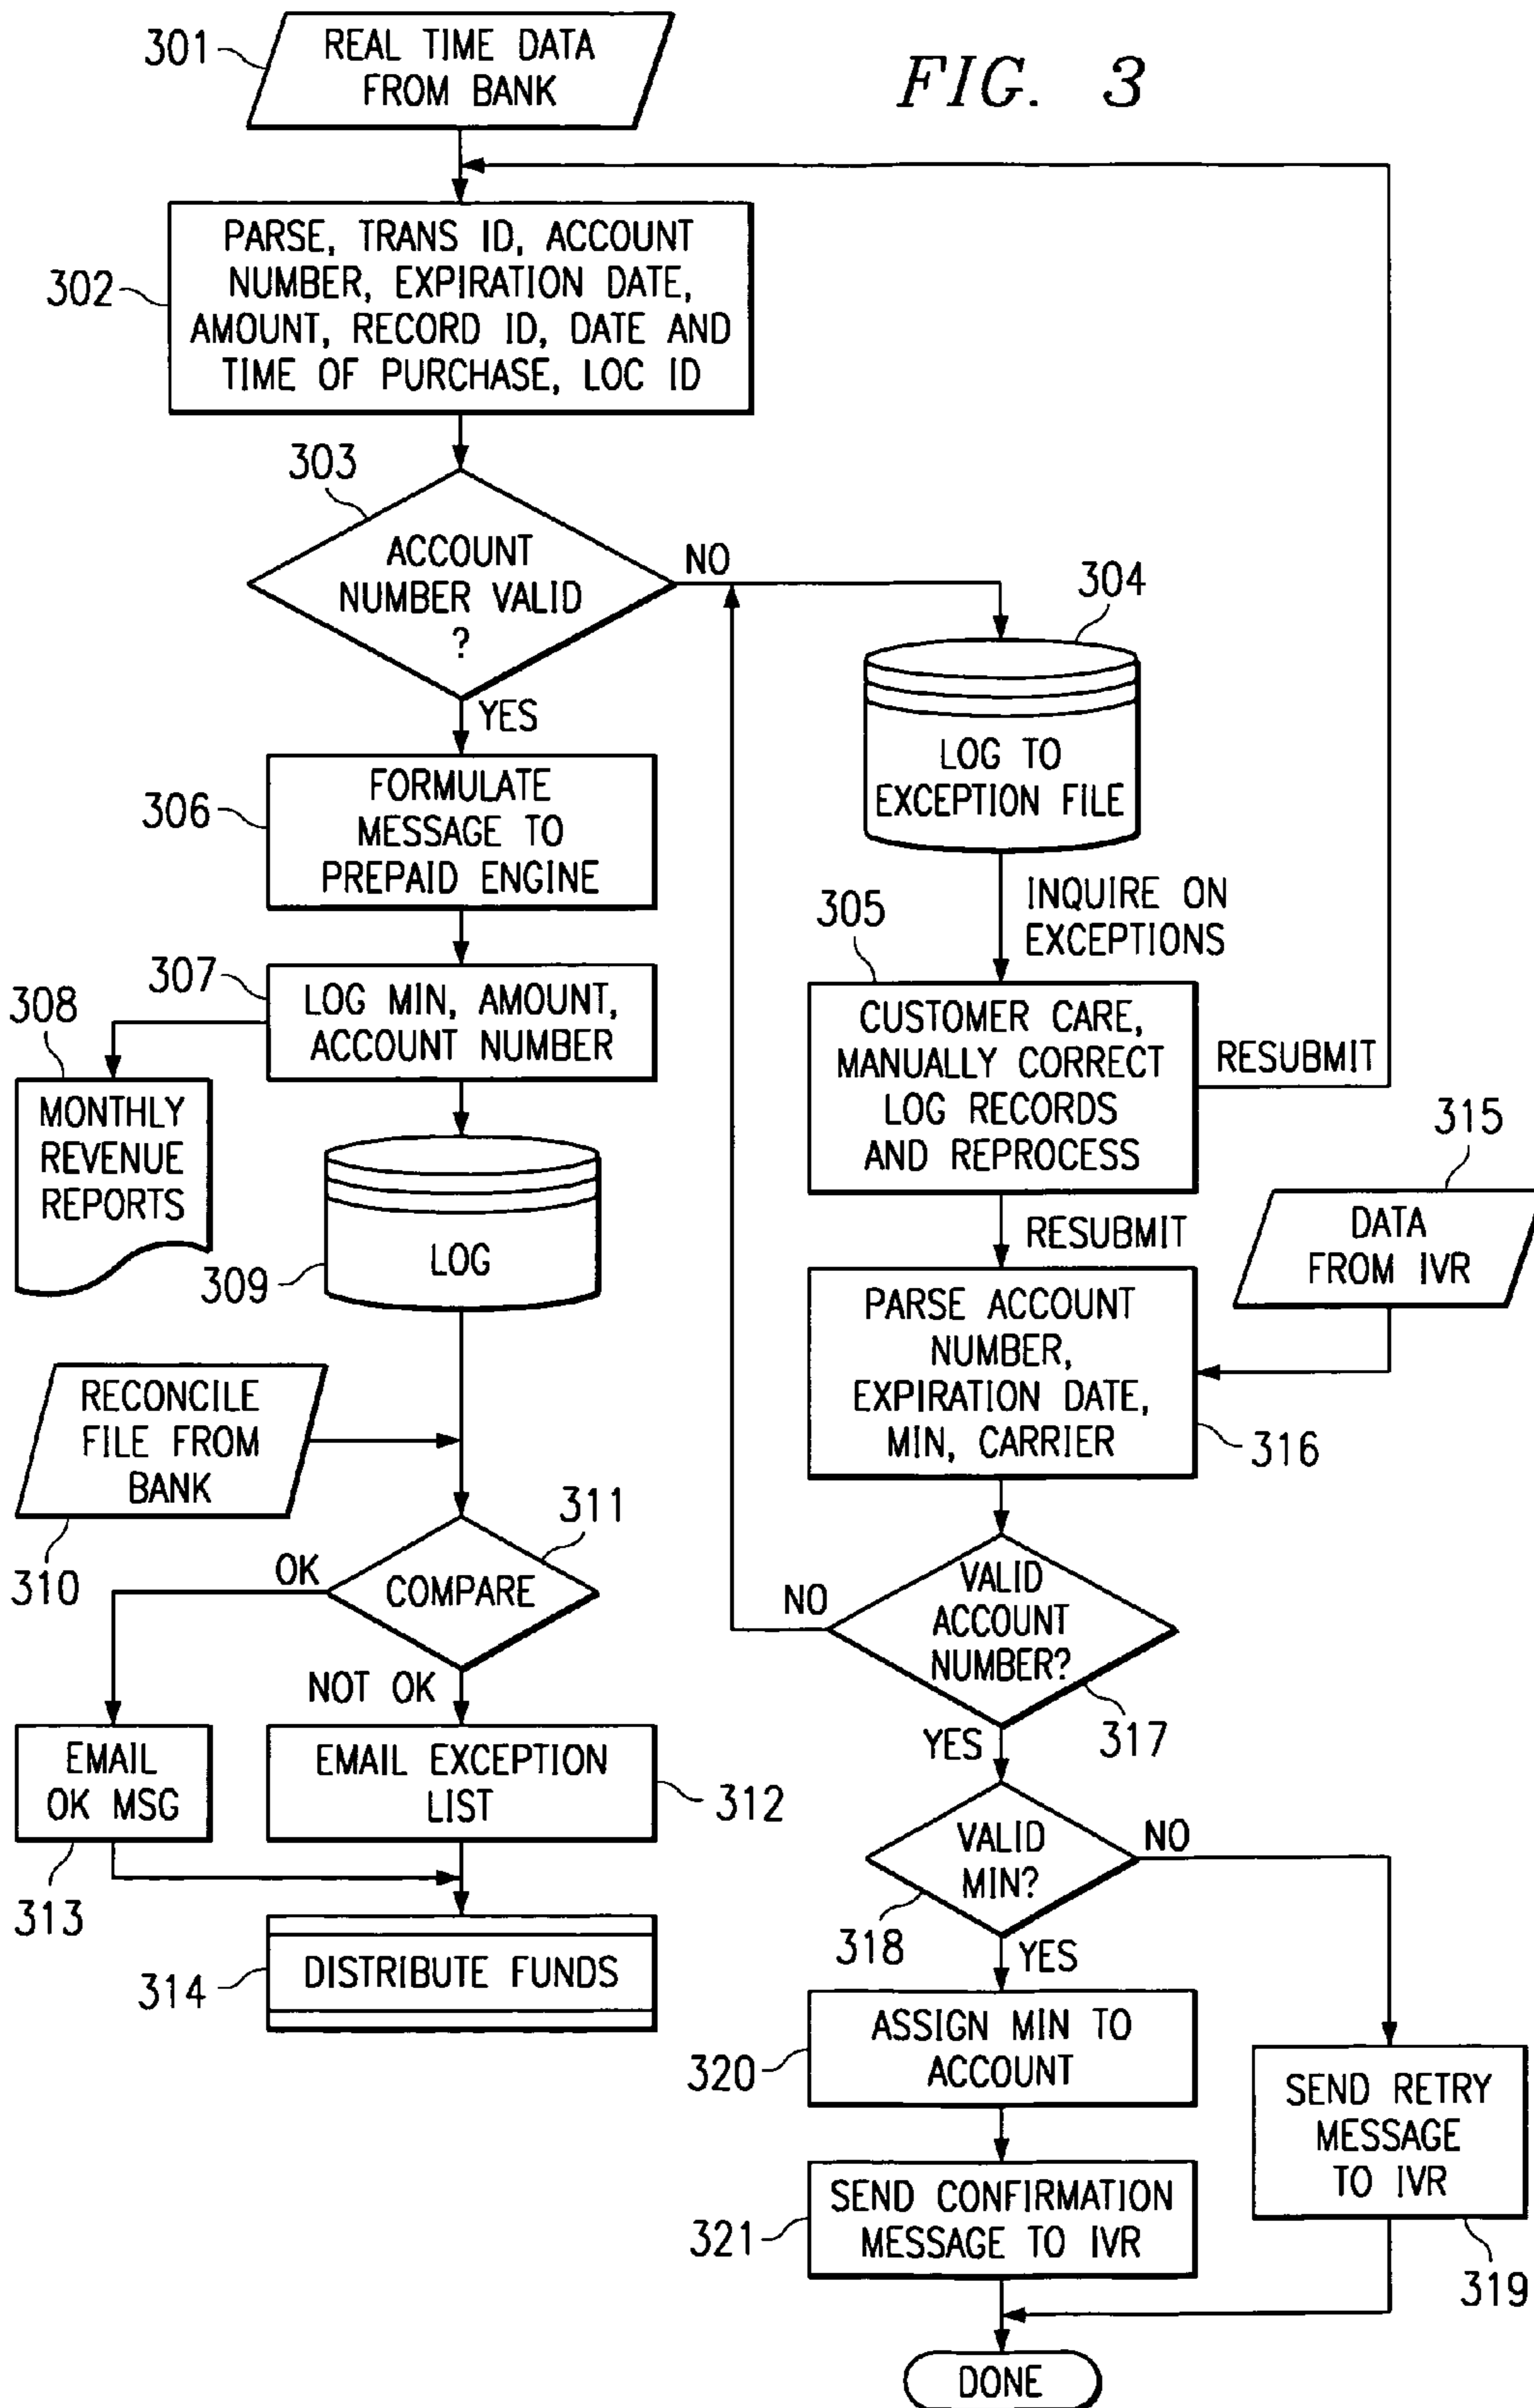 301
REAL TIME DATA
FROM BANK
FIG. 3
302
PARSE, TRANS ID, ACCOUNT
NUMBER, EXPIRATION DATE,
AMOUNT, RECORD ID, DATE AND
TIME OF PURCHASE, LOC ID
303
ACCOUNT
NUMBER VALID
?
NO
YES
304
LOG TO
EXCEPTION FILE
INQUIRE ON
EXCEPTIONS
305
CUSTOMER CARE,
MANUALLY CORRECT
LOG RECORDS
AND REPROCESS
RESUBMIT
RESUBMIT
306
FORMULATE
MESSAGE TO
PREPAID ENGINE
307
LOG MIN, AMOUNT,
ACCOUNT NUMBER
308
MONTHLY
REVENUE
REPORTS
309
LOG
310
RECONCILE
FILE FROM
BANK
311
COMPARE
OK
NOT OK
EMAIL
OK MSG
313
EMAIL EXCEPTION
LIST
312
314
DISTRIBUTE FUNDS
315
DATA
FROM IVR
PARSE ACCOUNT
NUMBER,
EXPIRATION DATE,
MIN, CARRIER
316
VALID
ACCOUNT
NUMBER?
317
NO
YES
VALID
MIN?
318
NO
YES
320
ASSIGN MIN TO
ACCOUNT
SEND RETRY
MESSAGE
TO IVR
319
321
SEND CONFIRMATION
MESSAGE TO IVR
DONE